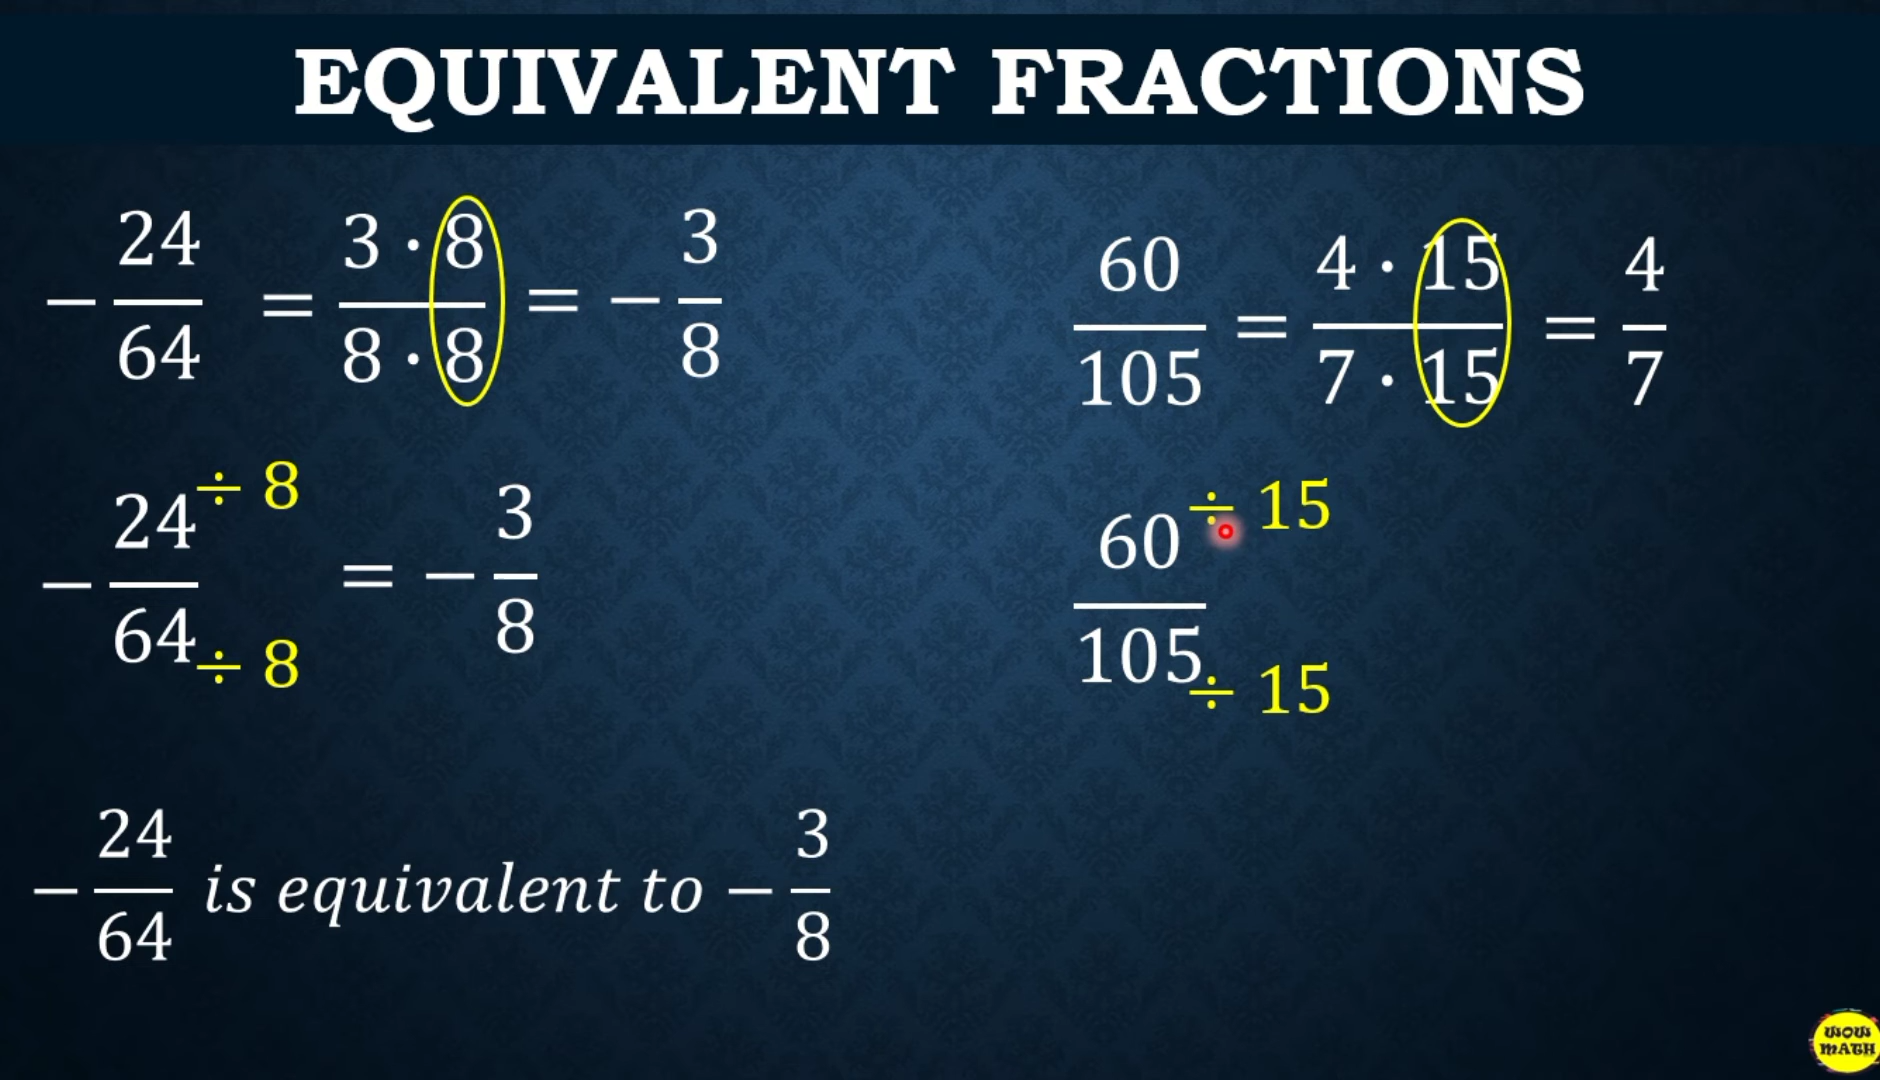 EQUIVALENT FRACTIONS
−24/64 = 3 · 8/8 · 8 = −3/8
60/105 = 4 · 15/7 · 15 = 4/7
−24 ÷ 8/64 ÷ 8 = −3/8
60 ÷ 15/105 ÷ 15
−24/64 is equivalent to −3/8
WOW
MATH